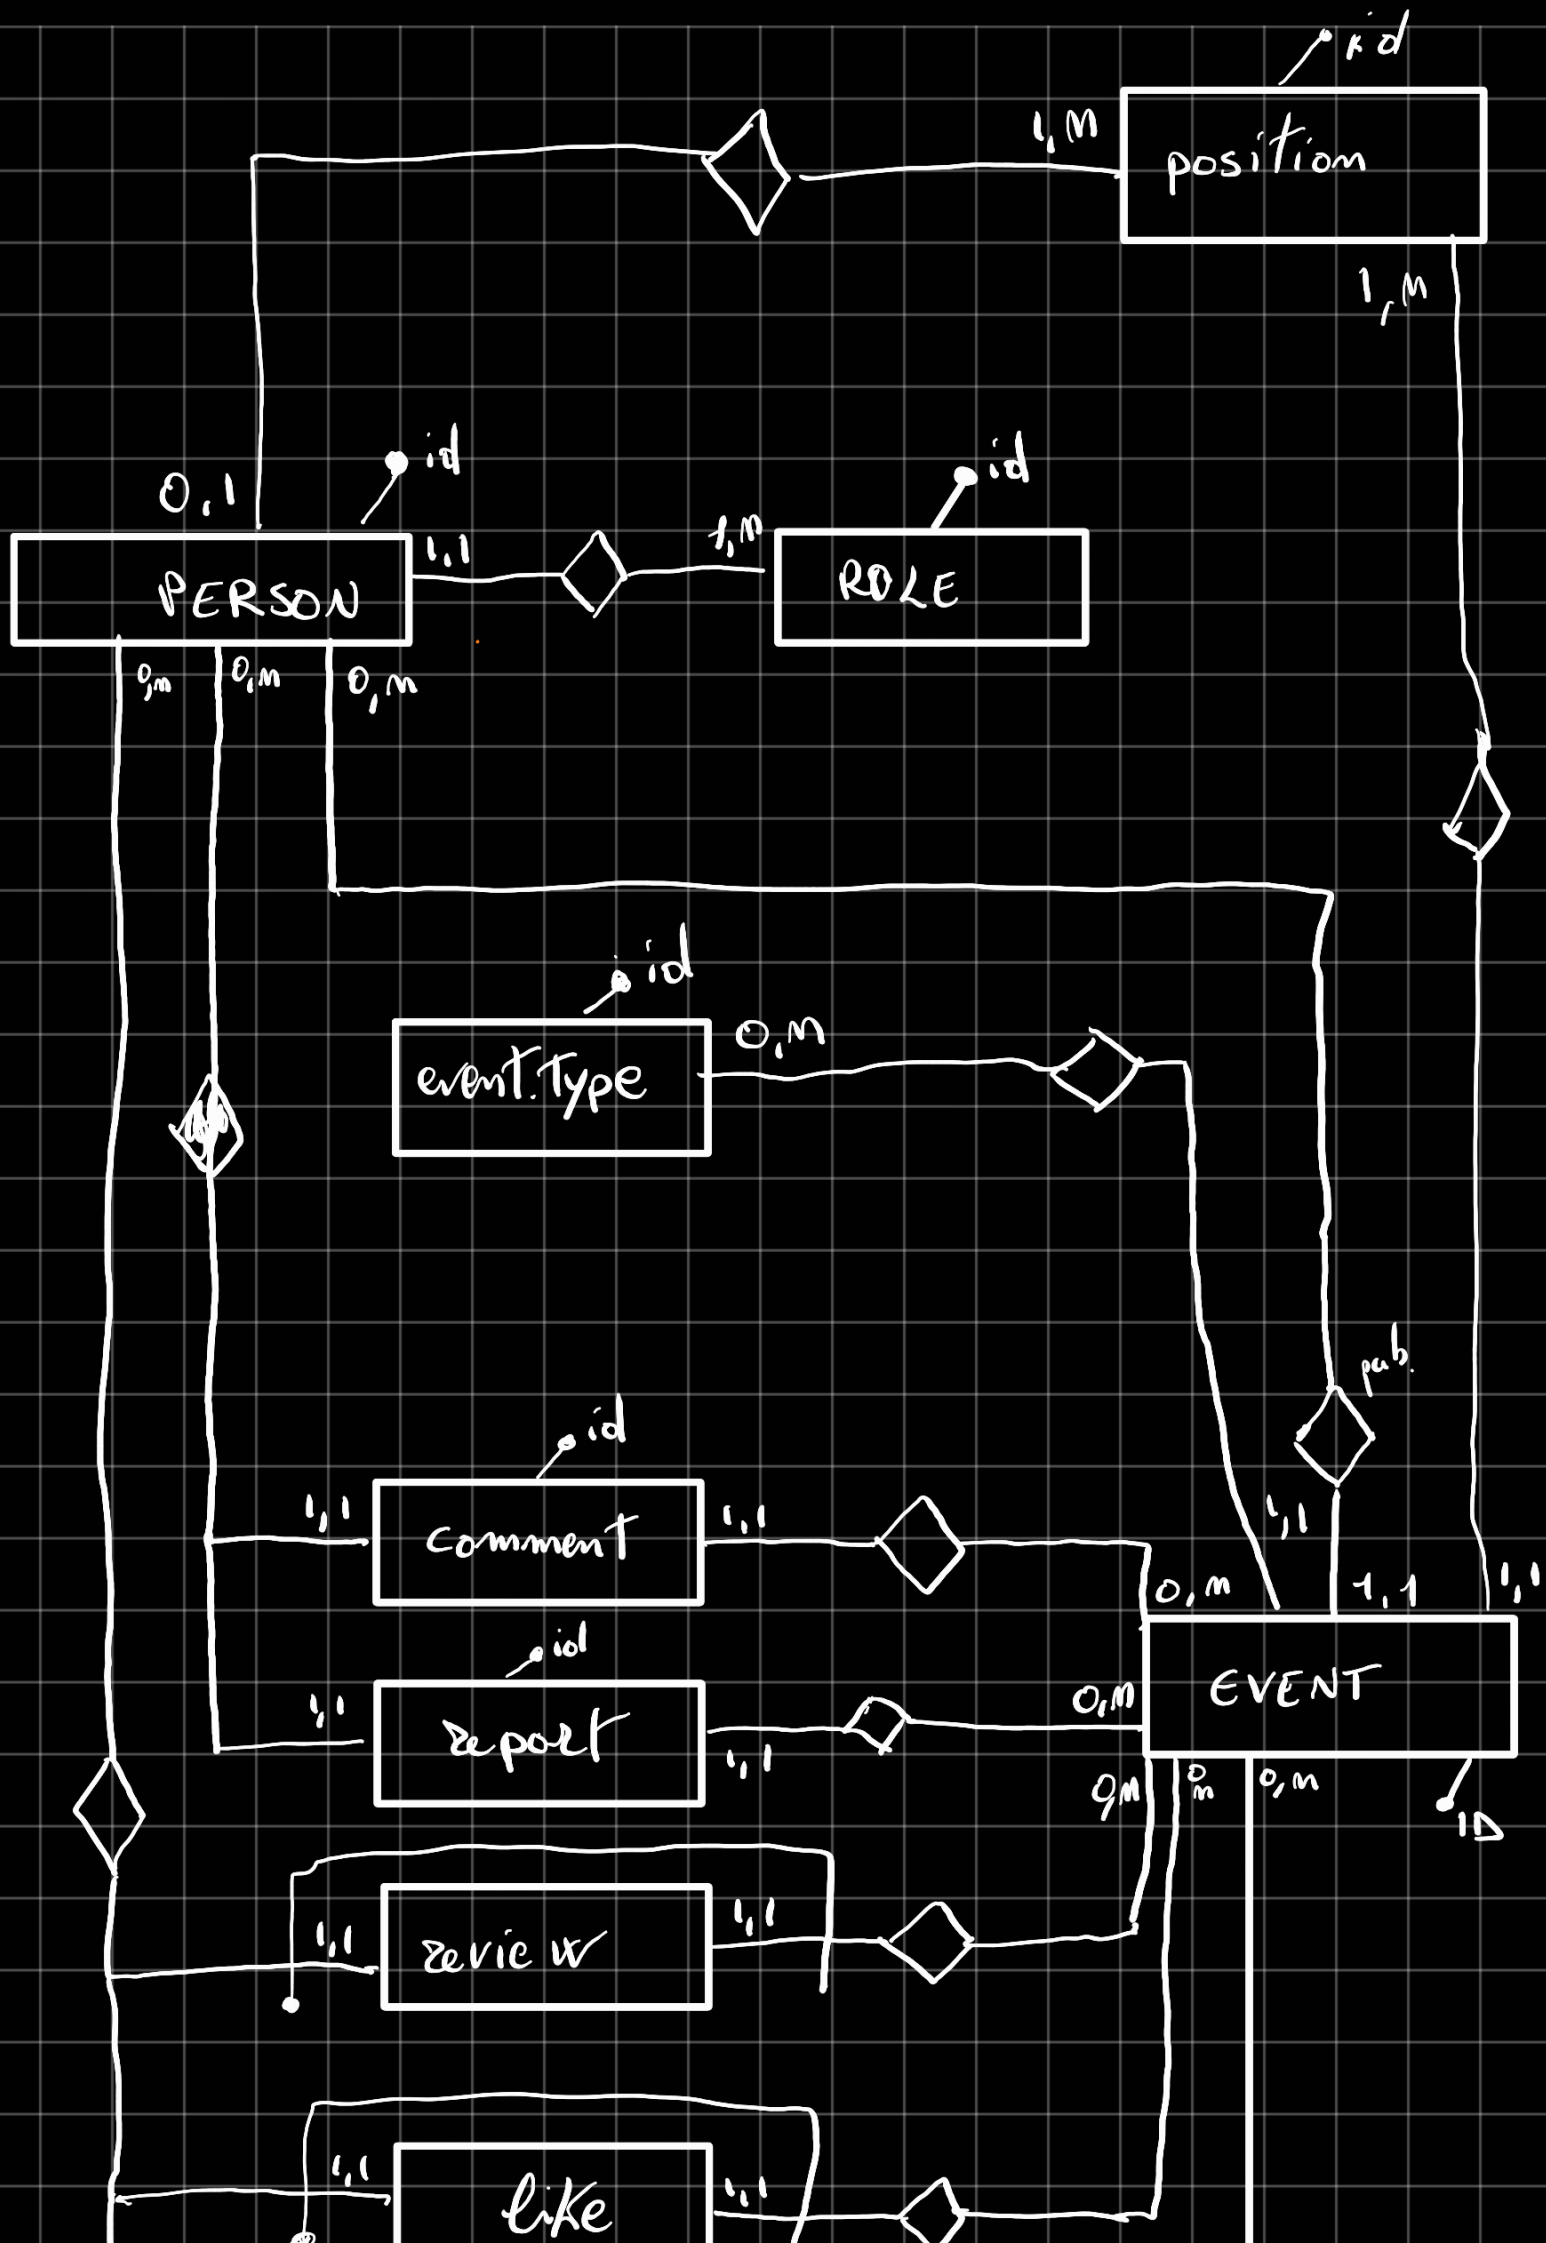 id
1,M
position
1,M
id
id
0,1
1,1
1,M
PERSON
ROLE
0,m
0,m
0,m
id
0,M
event.type
pub.
id
1,1
1,1
1,1
comment
0,m
1,1
1,1
id
EVENT
1,1
report
0,M
1,1
0,M
0
m
0,m
ID
1,1
1,1
review
1,1
1,1
like